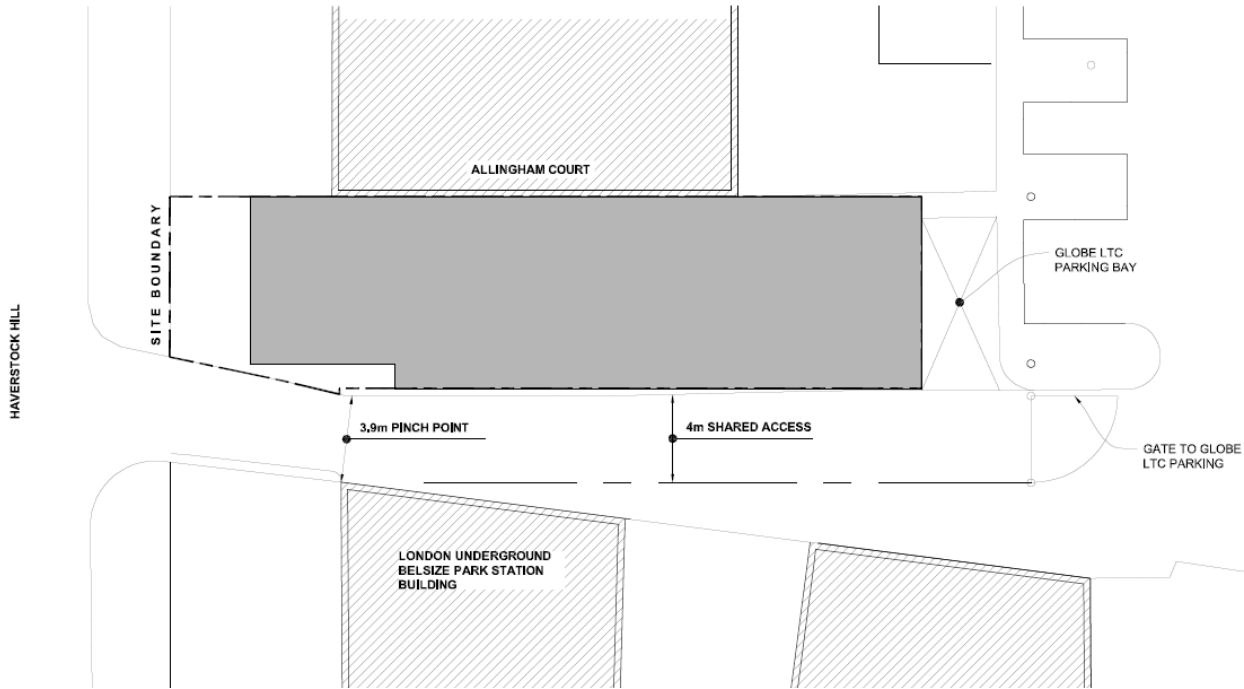 ALLINGHAM COURT
SITE BOUNDARY
HAVERSTOCK HILL
GLOBE LTC
PARKING BAY
3.9m PINCH POINT
4m SHARED ACCESS
GATE TO GLOBE
LTC PARKING
LONDON UNDERGROUND
BELSIZE PARK STATION
BUILDING